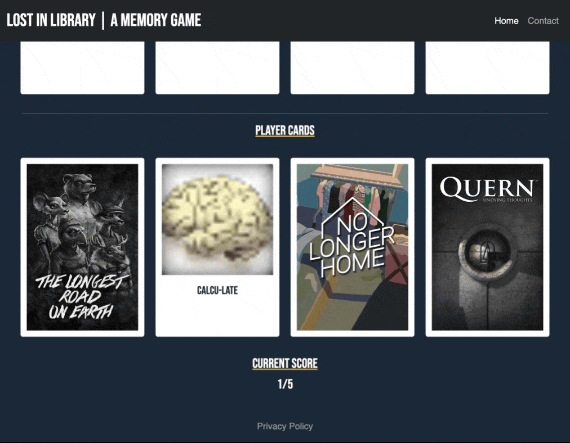 LOST IN LIBRARY | A MEMORY GAME
Home Contact
PLAYER CARDS
THE LONGEST
ROAD
ON EARTH
CALCU-LATE
NO
LONGER
HOME
QUERN
UNDYING THOUGHTS
CURRENT SCORE
1/5
Privacy Policy